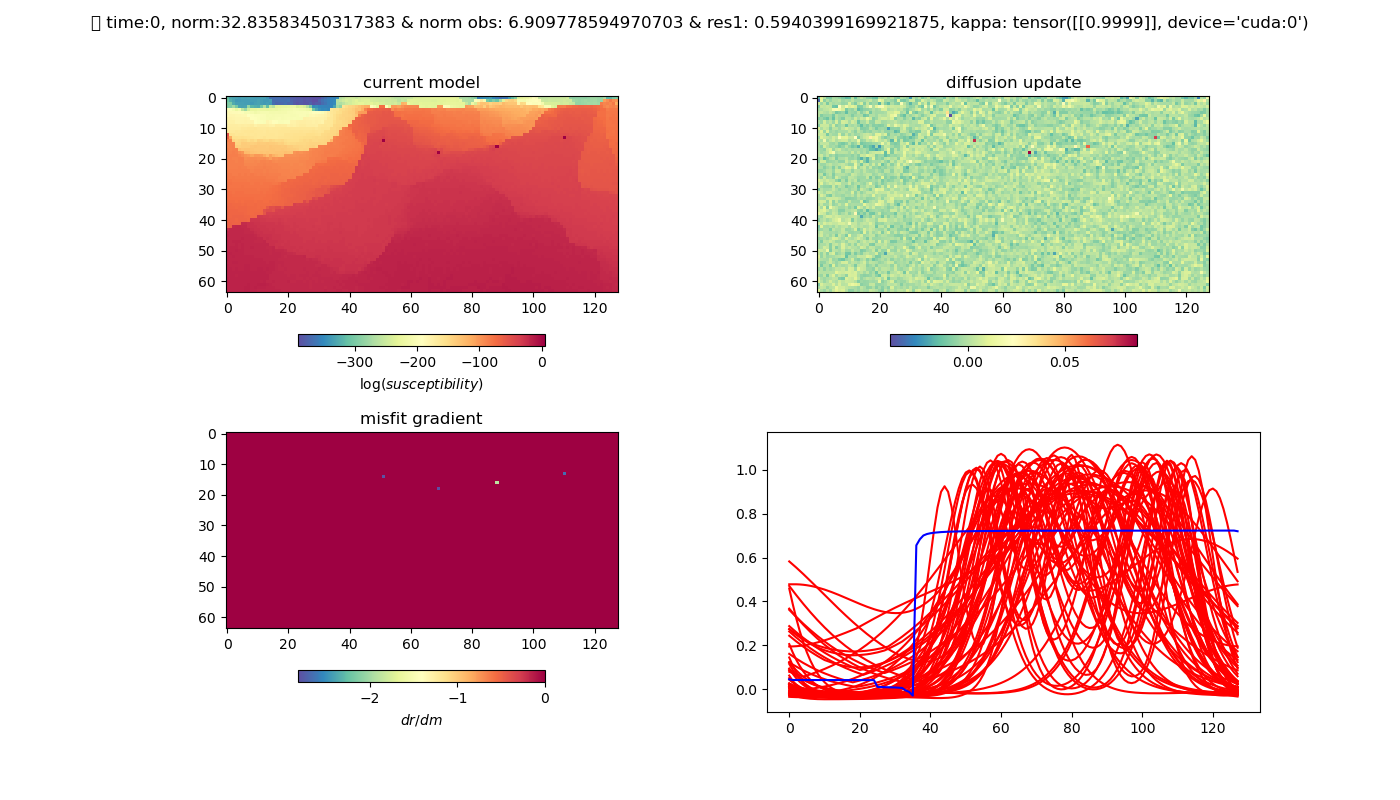 time:0, norm:32.83583450317383 & norm obs: 6.909778594970703 & res1: 0.5940399169921875, kappa: tensor([[0.9999]], device='cuda:0')
current model
0
10
20
30
40
50
60
0 20 40 60 80 100 120
−300 −200 −100 0
log(susceptibility)
diffusion update
0
10
20
30
40
50
60
0 20 40 60 80 100 120
0.00 0.05
misfit gradient
0
10
20
30
40
50
60
0 20 40 60 80 100 120
−2 −1 0
dr/dm
1.0
0.8
0.6
0.4
0.2
0.0
0 20 40 60 80 100 120